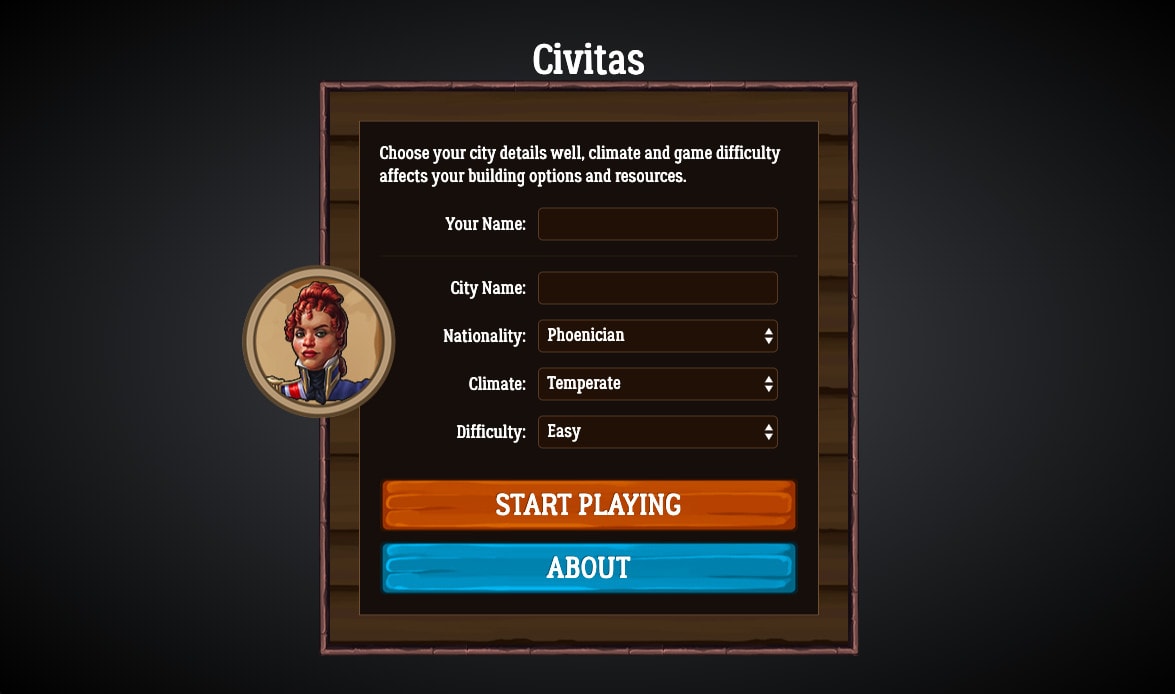 Civitas
Choose your city details well, climate and game difficulty
affects your building options and resources.
Your Name:
City Name:
Nationality: Phoenician
Climate: Temperate
Difficulty: Easy
START PLAYING
ABOUT